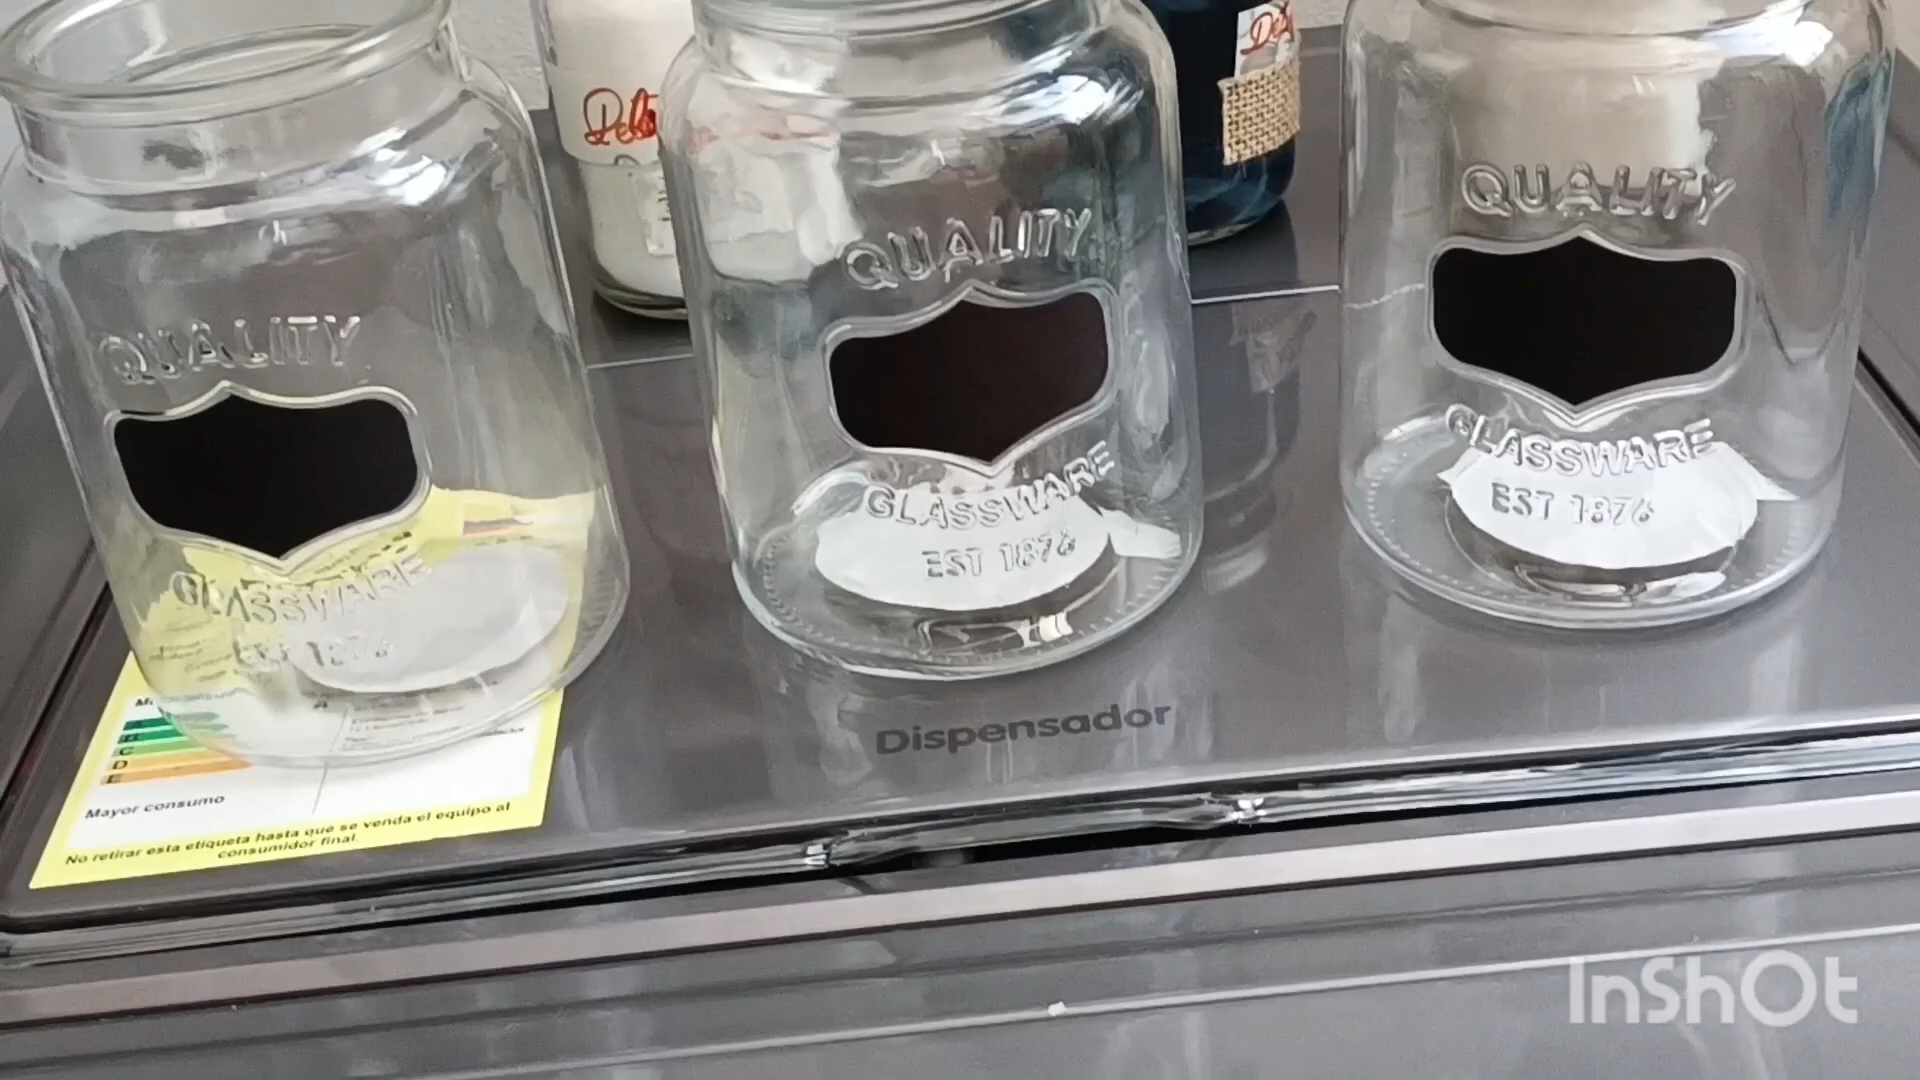 QUALITY
GLASSWARE
EST 1876
QUALITY
GLASSWARE
EST 1876
QUALITY
GLASSWARE
EST 1876
Dispensador
C
D
E
Mayor consumo
No retirar esta etiqueta hasta que se venda el equipo al
consumidor final.
InShOt